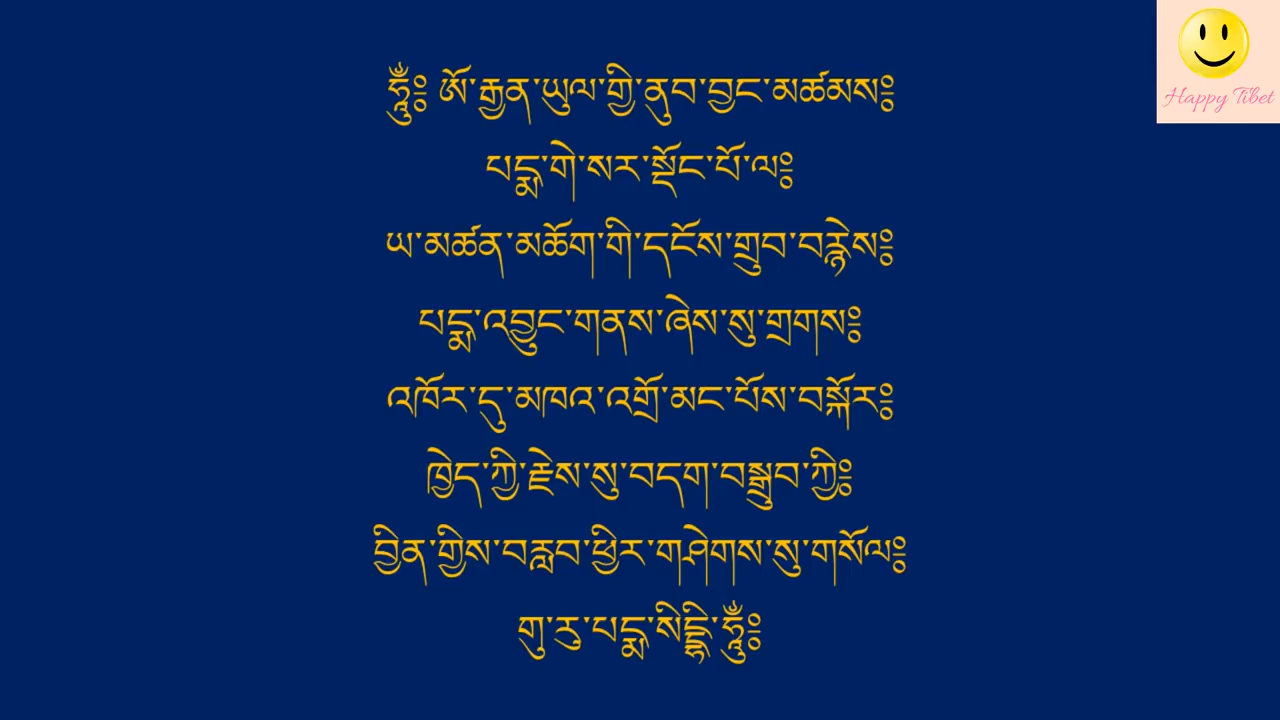 ཧཱུྃ༔ ཨོ་རྒྱན་ཡུལ་གྱི་ནུབ་བྱང་མཚམས༔
པདྨ་གེ་སར་སྡོང་པོ་ལ༔
ཡ་མཚན་མཆོག་གི་དངོས་གྲུབ་བརྙེས༔
པདྨ་འབྱུང་གནས་ཞེས་སུ་གྲགས༔
འཁོར་དུ་མཁའ་འགྲོ་མང་པོས་བསྐོར༔
ཁྱེད་ཀྱི་རྗེས་སུ་བདག་བསྒྲུབ་ཀྱི༔
བྱིན་གྱིས་བརླབ་ཕྱིར་གཤེགས་སུ་གསོལ༔
གུ་རུ་པདྨ་སིདྡྷི་ཧཱུྃ༔
Happy Tibet